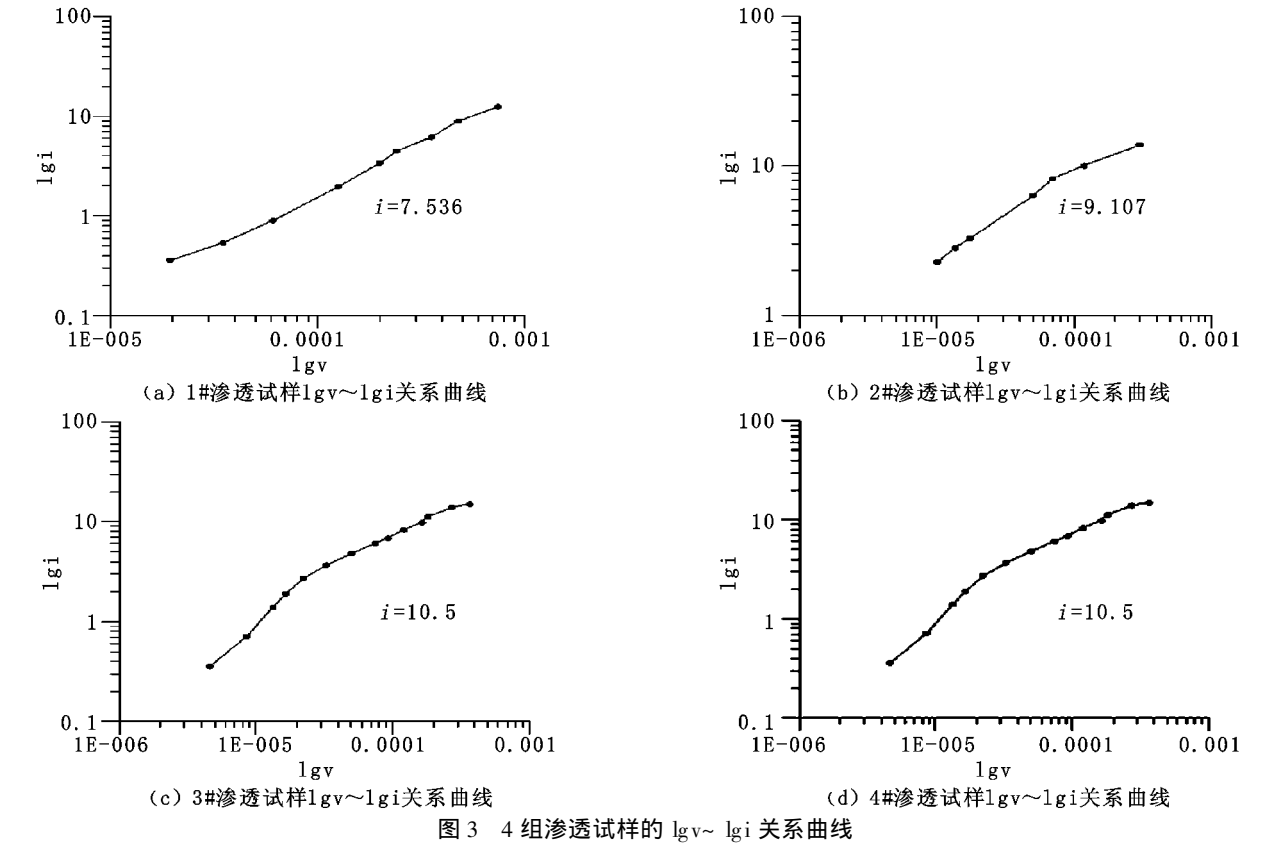 100
10
1
0.1
lgi
i=7.536
1E-005 0.0001 0.001
lgv
(a) 1#渗透试样lgv～lgi关系曲线
100
10
1
lgi
i=9.107
1E-006 1E-005 0.0001 0.001
lgv
(b) 2#渗透试样lgv～lgi关系曲线
100
10
1
0.1
lgi
i=10.5
1E-006 1E-005 0.0001 0.001
lgv
(c) 3#渗透试样lgv～lgi关系曲线
100
10
1
0.1
lgi
i=10.5
1E-006 1E-005 0.0001 0.001
lgv
(d) 4#渗透试样lgv～lgi关系曲线
图 3 4 组渗透试样的 lgv~ lgi 关系曲线